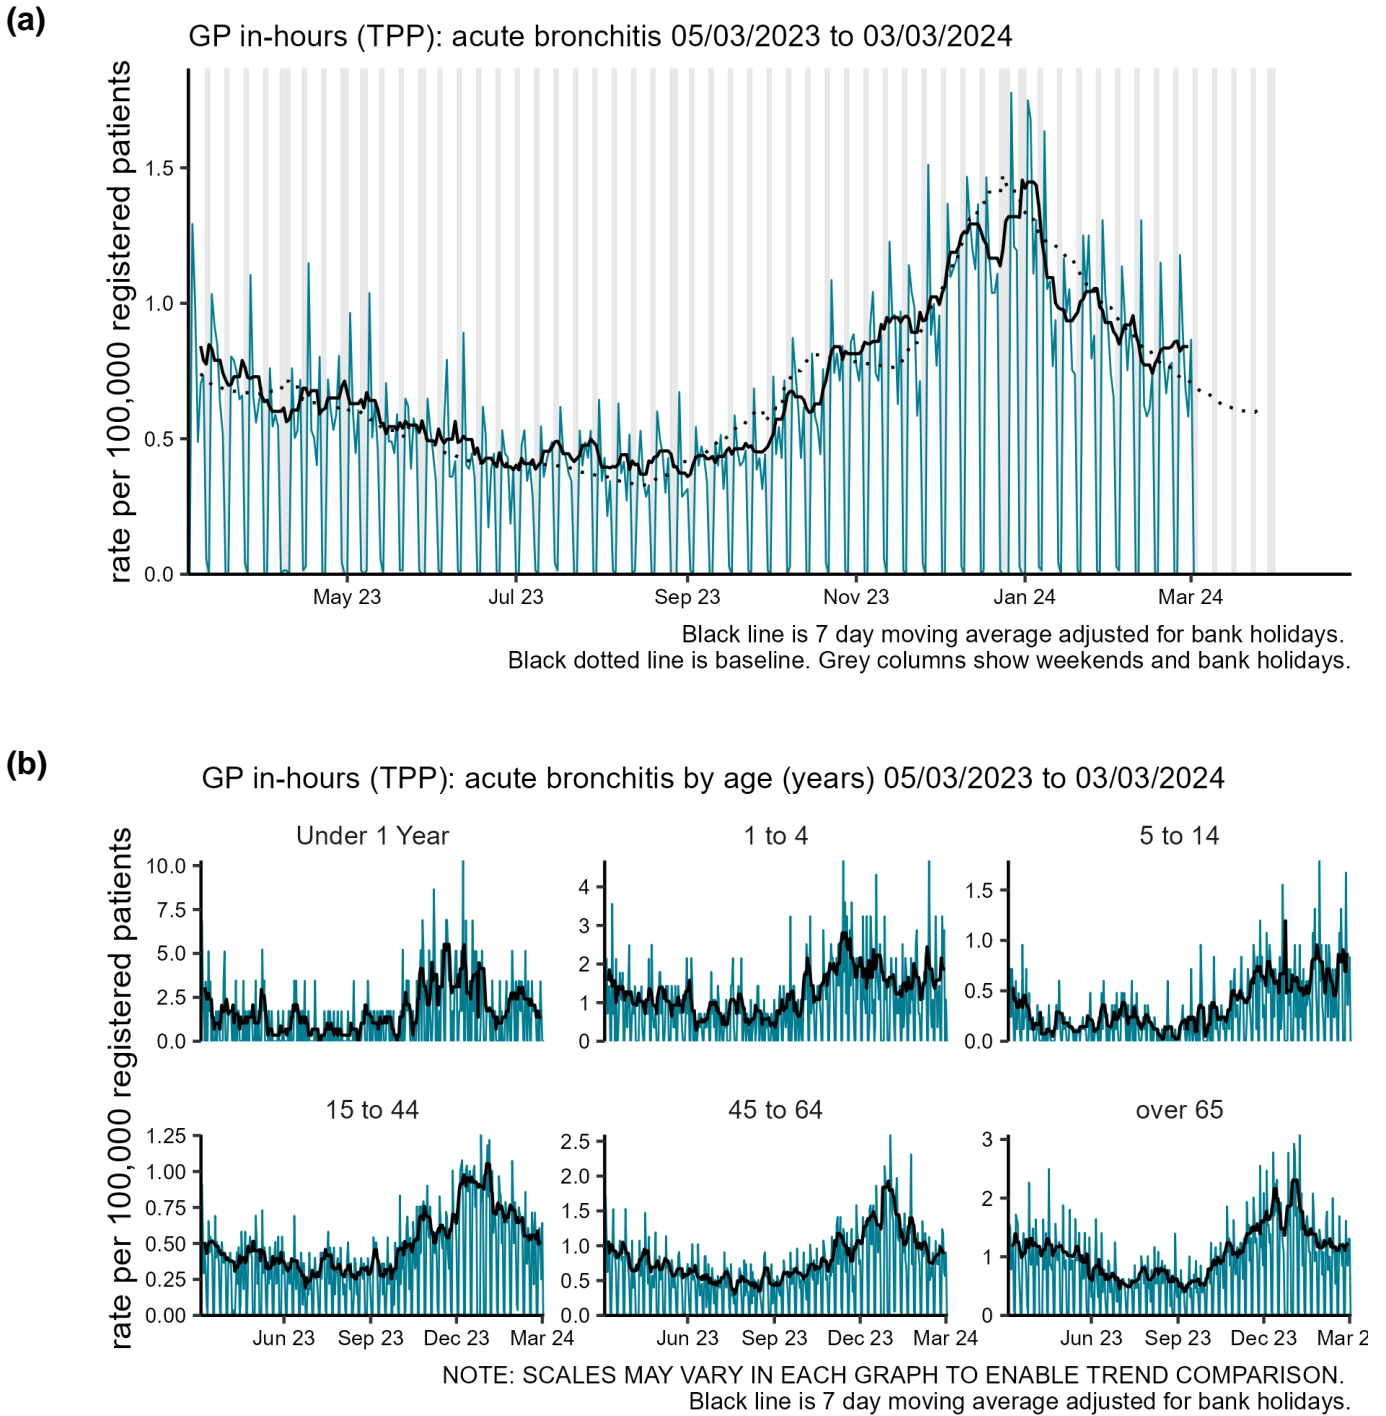 (a)
GP in-hours (TPP): acute bronchitis 05/03/2023 to 03/03/2024
rate per 100,000 registered patients
1.5
1.0
0.5
0.0
May 23 Jul 23 Sep 23 Nov 23 Jan 24 Mar 24
Black line is 7 day moving average adjusted for bank holidays.
Black dotted line is baseline. Grey columns show weekends and bank holidays.
(b)
GP in-hours (TPP): acute bronchitis by age (years) 05/03/2023 to 03/03/2024
rate per 100,000 registered patients
Under 1 Year
10.0
7.5
5.0
2.5
0.0
1 to 4
4
3
2
1
0
5 to 14
1.5
1.0
0.5
0.0
15 to 44
1.25
1.00
0.75
0.50
0.25
0.00
Jun 23 Sep 23 Dec 23 Mar 24
45 to 64
2.5
2.0
1.5
1.0
0.5
0.0
Jun 23 Sep 23 Dec 23 Mar 24
over 65
3
2
1
0
Jun 23 Sep 23 Dec 23 Mar 2
NOTE: SCALES MAY VARY IN EACH GRAPH TO ENABLE TREND COMPARISON.
Black line is 7 day moving average adjusted for bank holidays.